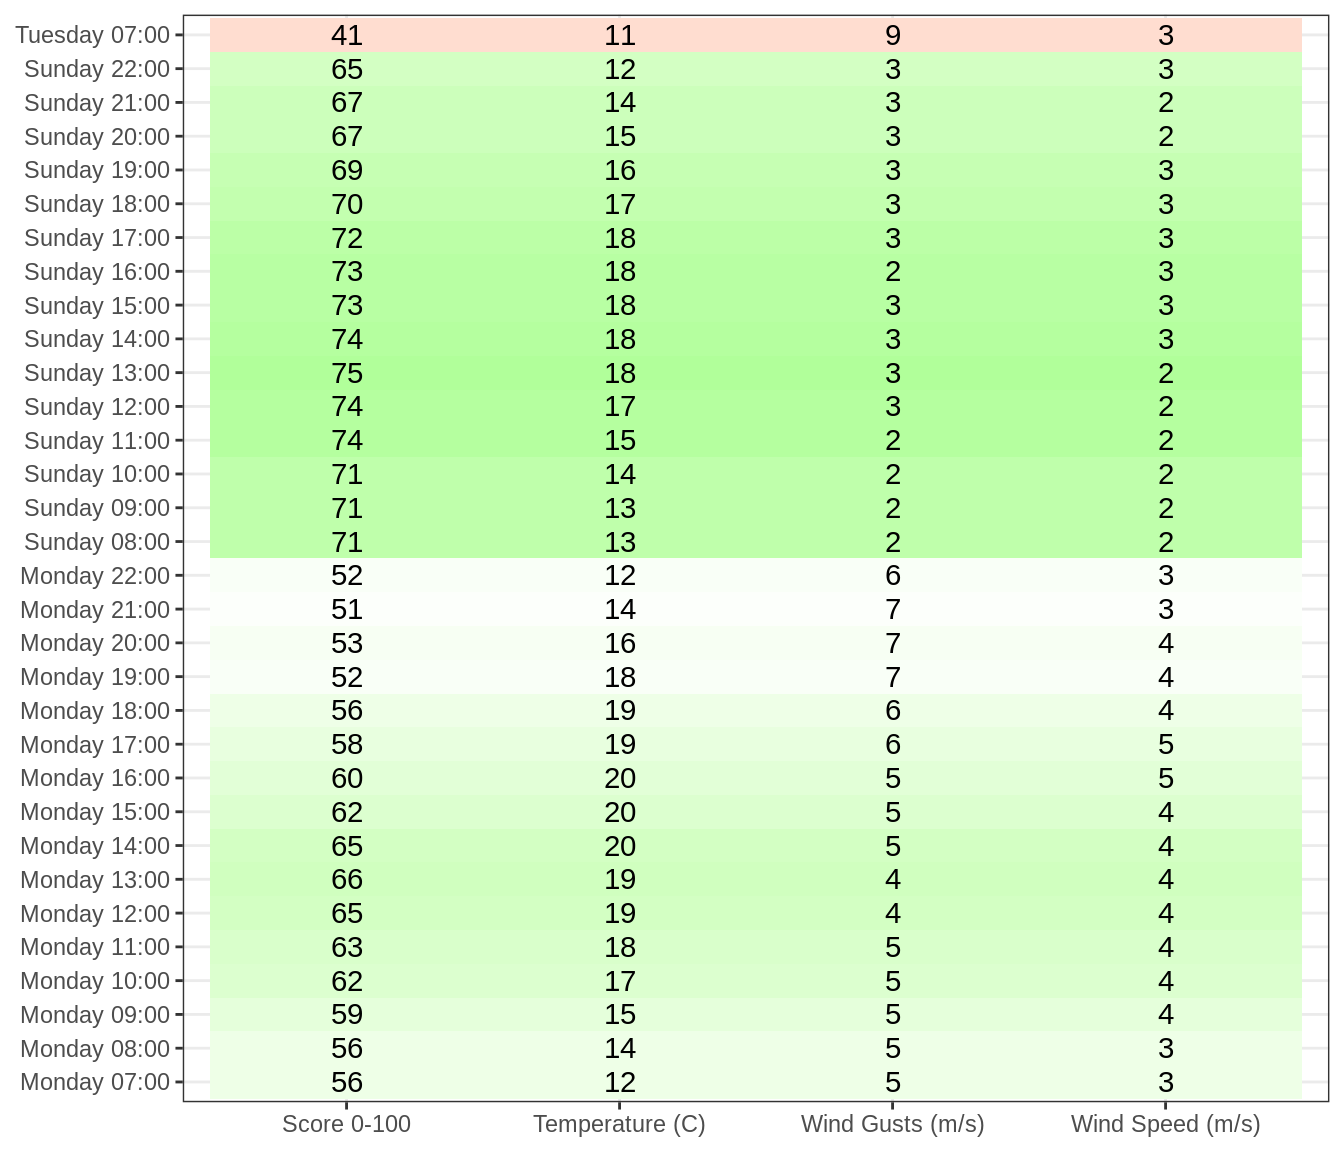 Tuesday 07:00 41 11 9 3
Sunday 22:00 65 12 3 3
Sunday 21:00 67 14 3 2
Sunday 20:00 67 15 3 2
Sunday 19:00 69 16 3 3
Sunday 18:00 70 17 3 3
Sunday 17:00 72 18 3 3
Sunday 16:00 73 18 2 3
Sunday 15:00 73 18 3 3
Sunday 14:00 74 18 3 3
Sunday 13:00 75 18 3 2
Sunday 12:00 74 17 3 2
Sunday 11:00 74 15 2 2
Sunday 10:00 71 14 2 2
Sunday 09:00 71 13 2 2
Sunday 08:00 71 13 2 2
Monday 22:00 52 12 6 3
Monday 21:00 51 14 7 3
Monday 20:00 53 16 7 4
Monday 19:00 52 18 7 4
Monday 18:00 56 19 6 4
Monday 17:00 58 19 6 5
Monday 16:00 60 20 5 5
Monday 15:00 62 20 5 4
Monday 14:00 65 20 5 4
Monday 13:00 66 19 4 4
Monday 12:00 65 19 4 4
Monday 11:00 63 18 5 4
Monday 10:00 62 17 5 4
Monday 09:00 59 15 5 4
Monday 08:00 56 14 5 3
Monday 07:00 56 12 5 3
Score 0-100 Temperature (C) Wind Gusts (m/s) Wind Speed (m/s)